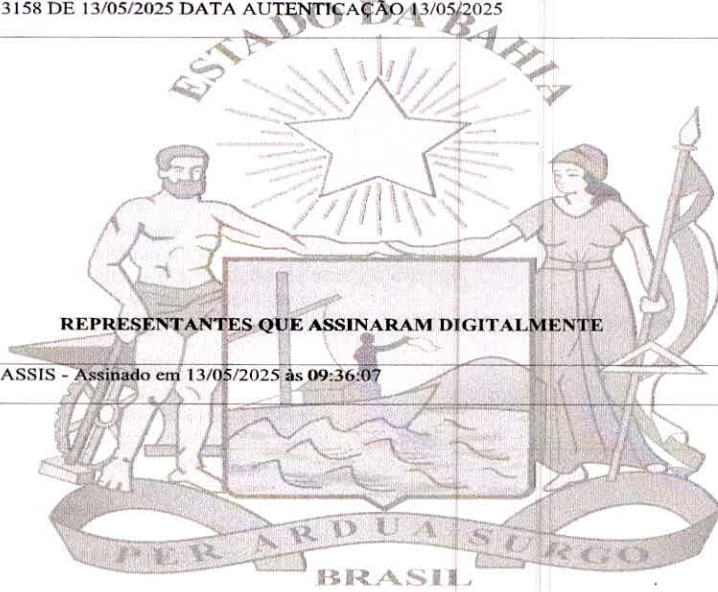 3158 DE 13/05/2025 DATA AUTENTICAÇÃO 13/05/2025
ESTADO DA BAHIA
REPRESENTANTES QUE ASSINARAM DIGITALMENTE
ASSIS - Assinado em 13/05/2025 às 09:36:07
PER ARDUA SURGO
BRASIL